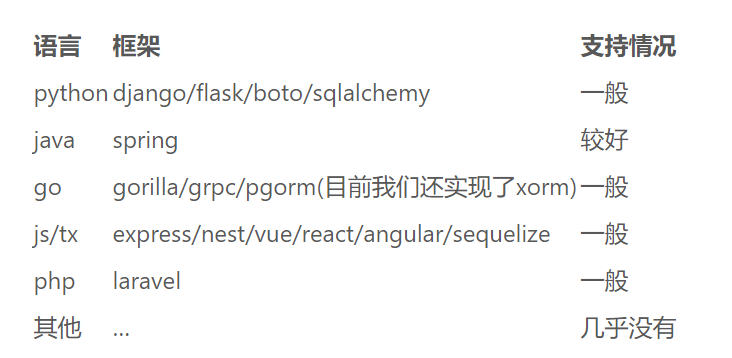 语言 框架 支持情况
python django/flask/boto/sqlalchemy 一般
java spring 较好
go gorilla/grpc/pgorm(目前我们还实现了xorm) 一般
js/tx express/nest/vue/react/angular/sequelize 一般
php laravel 一般
其他 ... 几乎没有